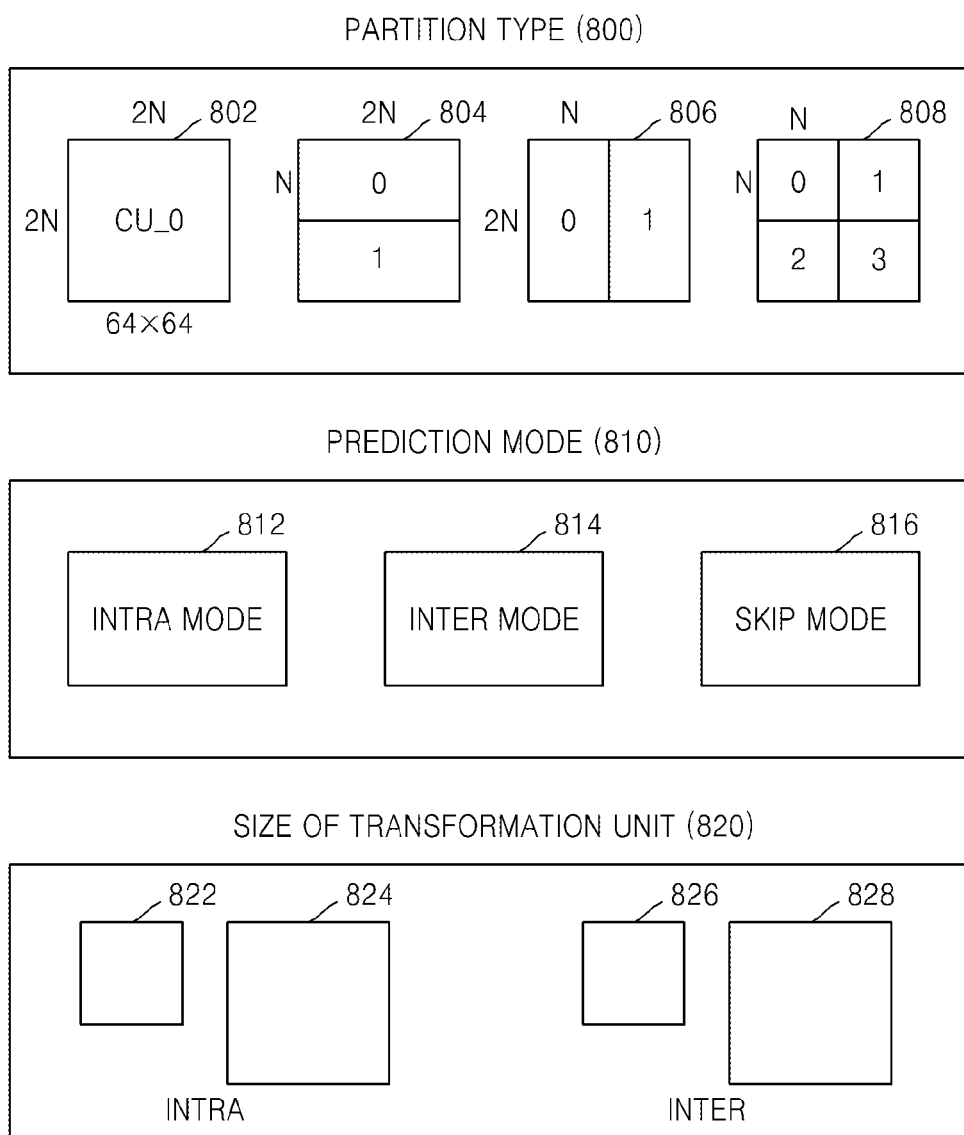 PARTITION TYPE (800)
2N 802 2N 804 N 806 N 808
2N CU_0 N 0 2N 0 1 N 0 1
1 2 3
64×64
PREDICTION MODE (810)
812 814 816
INTRA MODE INTER MODE SKIP MODE
SIZE OF TRANSFORMATION UNIT (820)
822 824 826 828
INTRA INTER